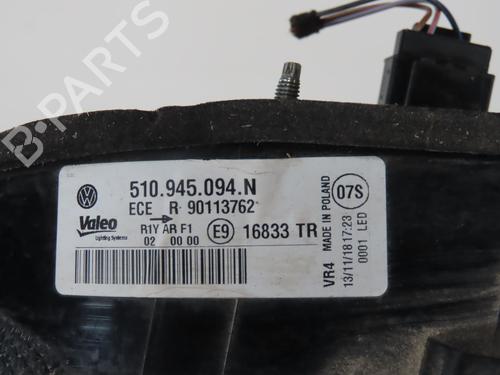 510.945.094.N
ECE R 90113762
Valeo
Lighting Systems
R1Y AR F1
02 00 00
E9 16833 TR
VR4 MADE IN POLAND
13/11/18 17:23
0001 LED
07S
B-PARTS